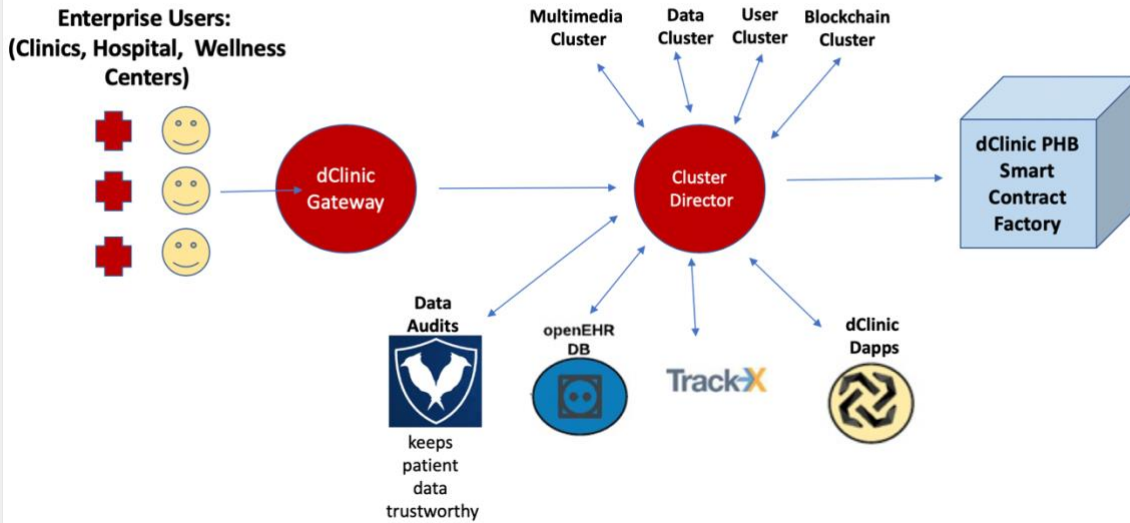 Enterprise Users:
(Clinics, Hospital, Wellness
Centers)
Multimedia
Cluster
Data
Cluster
User
Cluster
Blockchain
Cluster
dClinic
Gateway
Cluster
Director
dClinic PHB
Smart
Contract
Factory
Data
Audits
keeps
patient
data
trustworthy
openEHR
DB
Track-X
dClinic
Dapps